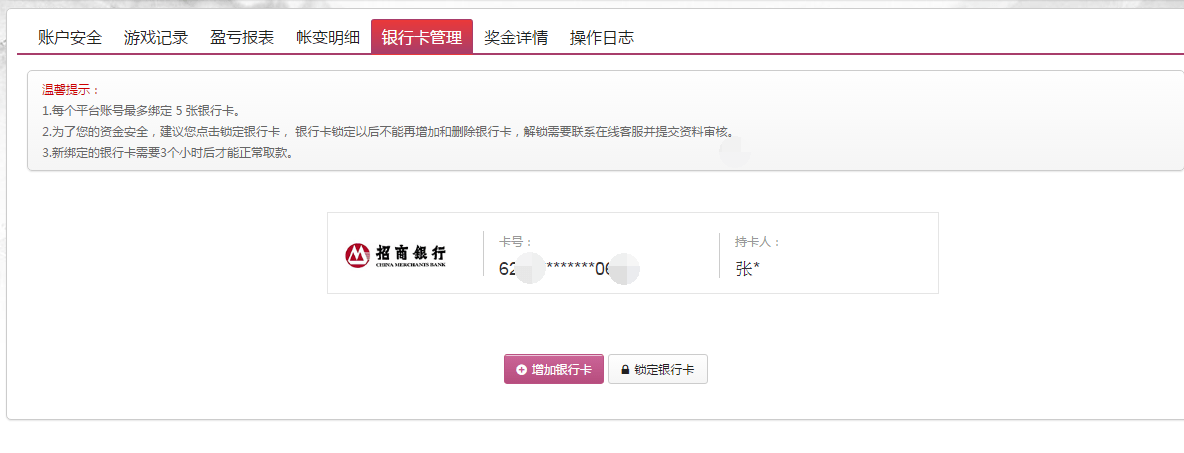 账户安全 游戏记录 盈亏报表 帐变明细 银行卡管理 奖金详情 操作日志
温馨提示：
1.每个平台账号最多绑定 5 张银行卡。
2.为了您的资金安全，建议您点击锁定银行卡， 银行卡锁定以后不能再增加和删除银行卡，解锁需要联系在线客服并提交资料审核。
3.新绑定的银行卡需要3个小时后才能正常取款。
招商银行
CHINA MERCHANTS BANK
卡号：
62*******06
持卡人：
张*
增加银行卡 锁定银行卡